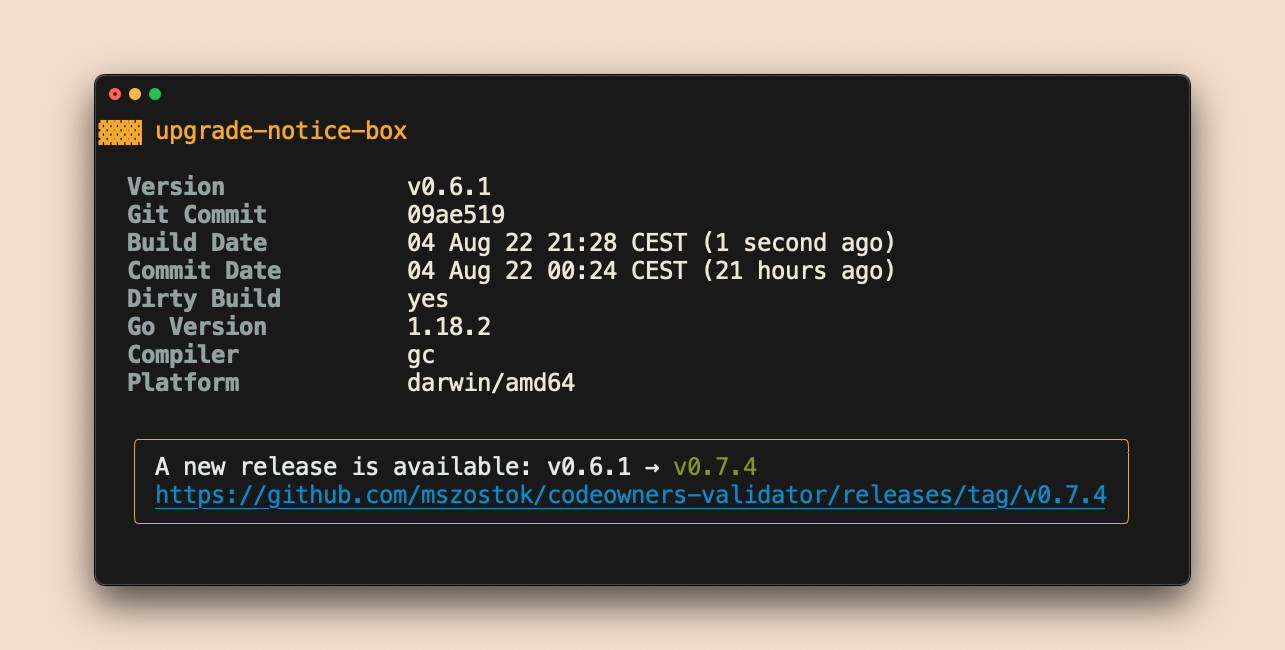 ▓▓▓ upgrade-notice-box
Version v0.6.1
Git Commit 09ae519
Build Date 04 Aug 22 21:28 CEST (1 second ago)
Commit Date 04 Aug 22 00:24 CEST (21 hours ago)
Dirty Build yes
Go Version 1.18.2
Compiler gc
Platform darwin/amd64
A new release is available: v0.6.1 → v0.7.4
https://github.com/mszostok/codeowners-validator/releases/tag/v0.7.4